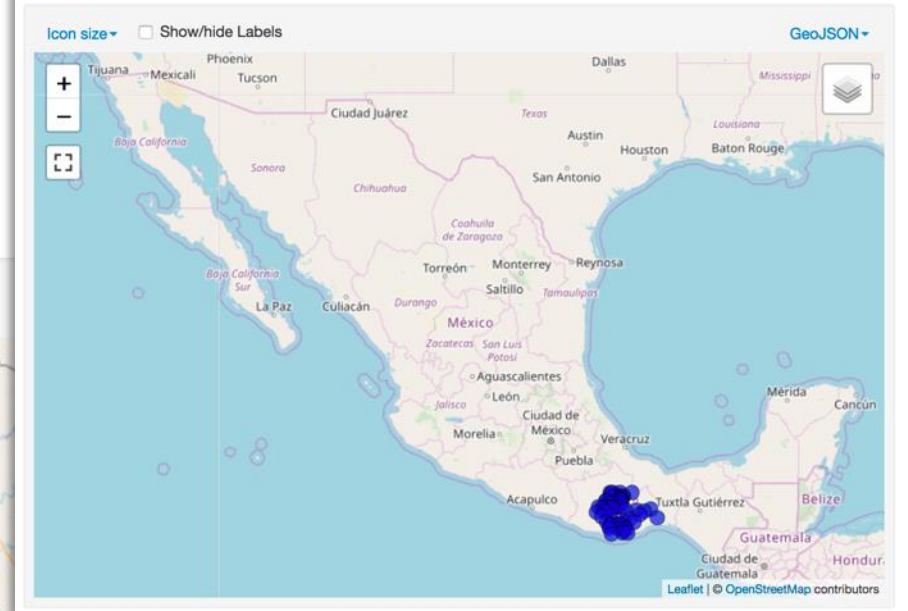 Icon size
Show/hide Labels
GeoJSON
+
−
Phoenix
Tijuana
Mexicali
Tucson
Dallas
Mississippi
Ciudad Juárez
Texas
Louisiana
Austin
Baja California
Houston
Baton Rouge
Sonora
San Antonio
Chihuahua
Coahuila
de Zaragoza
Torreón
Monterrey
Reynosa
Baja California
Sur
Saltillo
Tamaulipas
La Paz
Culiacán
Durango
México
Zacatecas
San Luis
Potosí
Aguascalientes
León
Mérida
Jalisco
Cancún
Ciudad de
México
Morelia
Veracruz
Puebla
Acapulco
Tuxtla Gutiérrez
Belize
Guatemala
Ciudad de
Guatemala
Hondur
Leaflet | © OpenStreetMap contributors